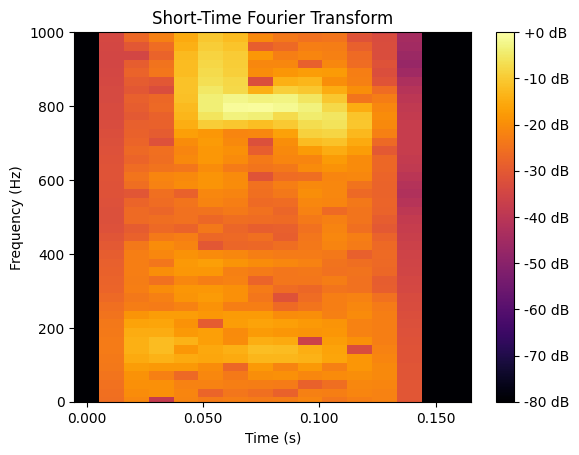 Short-Time Fourier Transform
Frequency (Hz)
1000
800
600
400
200
0
0.000
0.050
0.100
0.150
Time (s)
+0 dB
-10 dB
-20 dB
-30 dB
-40 dB
-50 dB
-60 dB
-70 dB
-80 dB